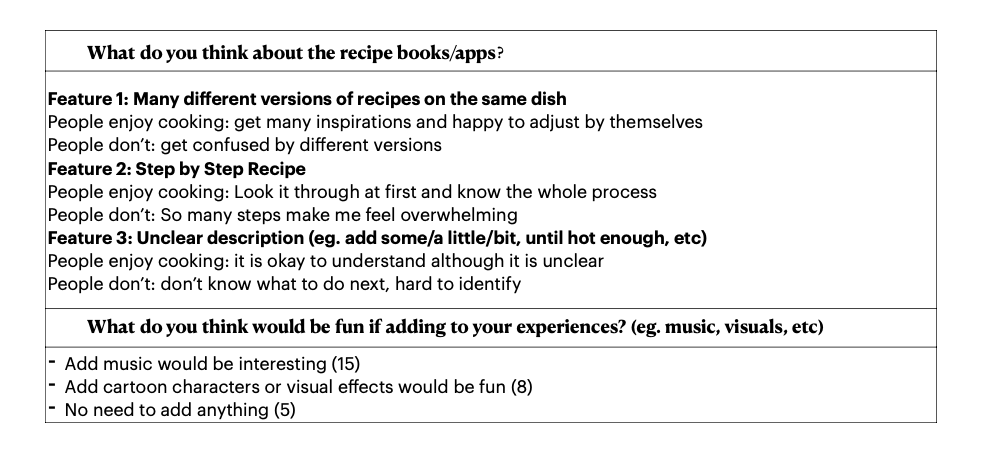 What do you think about the recipe books/apps?
Feature 1: Many different versions of recipes on the same dish
People enjoy cooking: get many inspirations and happy to adjust by themselves
People don’t: get confused by different versions
Feature 2: Step by Step Recipe
People enjoy cooking: Look it through at first and know the whole process
People don’t: So many steps make me feel overwhelming
Feature 3: Unclear description (eg. add some/a little/bit, until hot enough, etc)
People enjoy cooking: it is okay to understand although it is unclear
People don’t: don’t know what to do next, hard to identify
What do you think would be fun if adding to your experiences? (eg. music, visuals, etc)
- Add music would be interesting (15)
- Add cartoon characters or visual effects would be fun (8)
- No need to add anything (5)